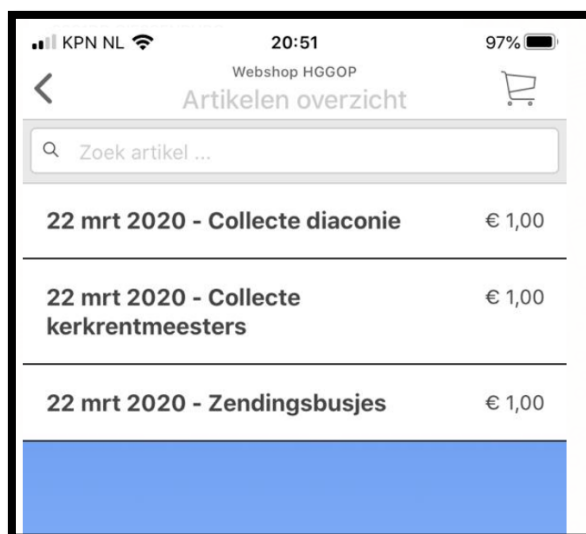 KPN NL 20:51 97%
Webshop HGGOP
Artikelen overzicht
Zoek artikel ...
22 mrt 2020 - Collecte diaconie € 1,00
22 mrt 2020 - Collecte € 1,00
kerkrentmeesters
22 mrt 2020 - Zendingsbusjes € 1,00